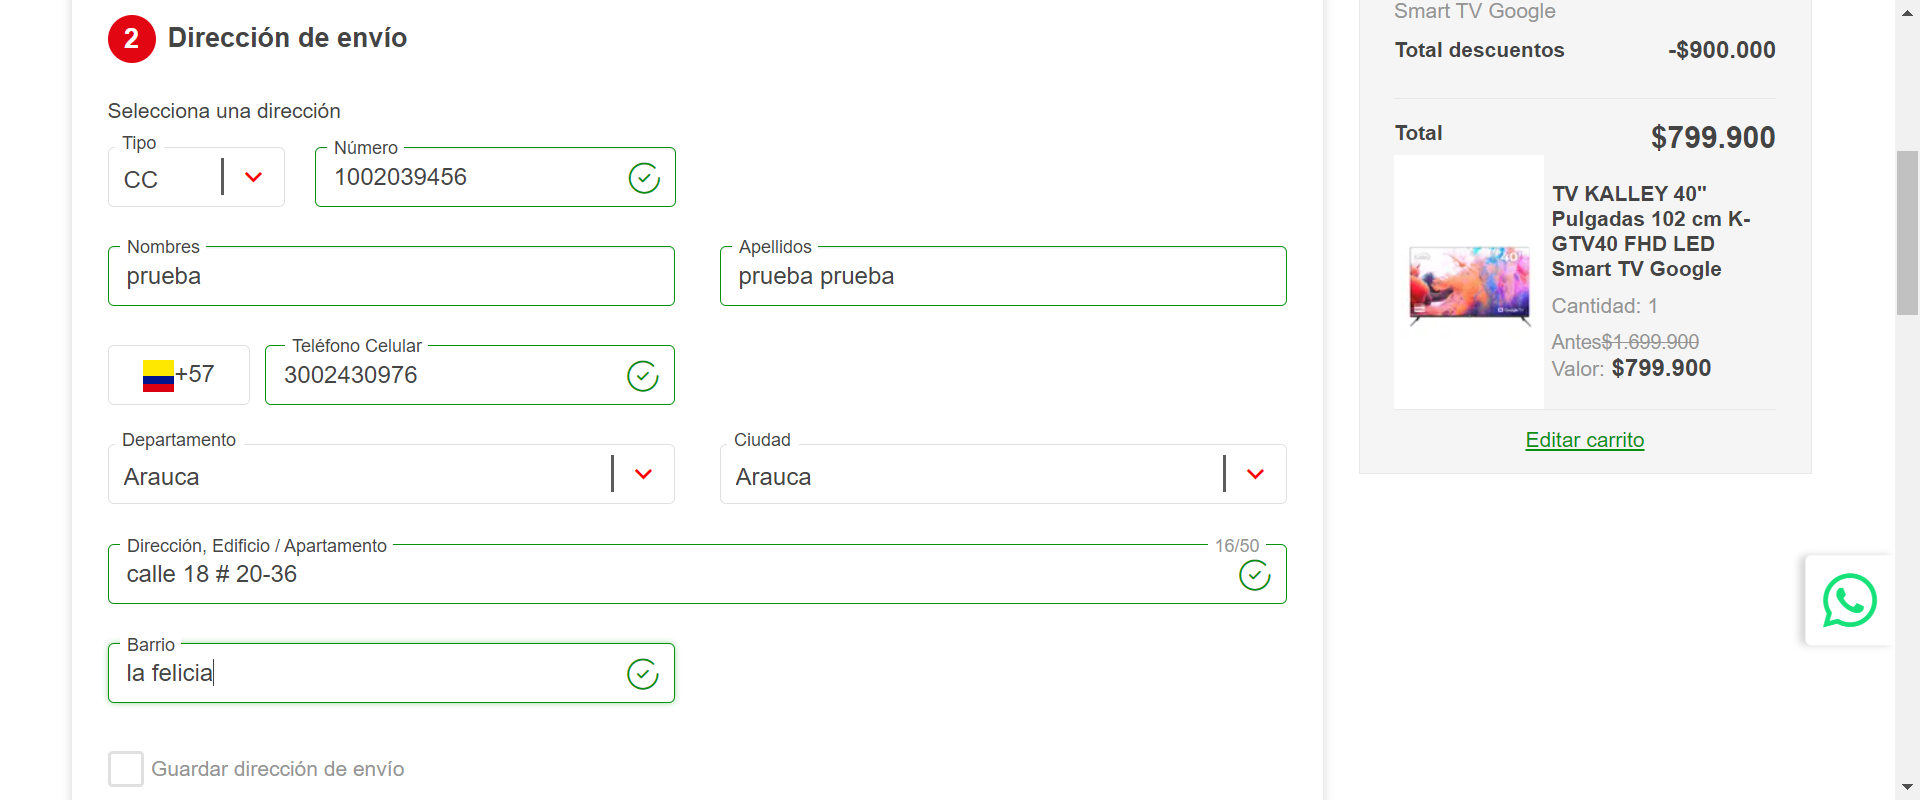 2 Dirección de envío
Selecciona una dirección
Tipo
CC
Número
1002039456
Nombres
prueba
Apellidos
prueba prueba
+57
Teléfono Celular
3002430976
Departamento
Arauca
Ciudad
Arauca
Dirección, Edificio / Apartamento
16/50
calle 18 # 20-36
Barrio
la felicia
Guardar dirección de envío
Smart TV Google
Total descuentos -$900.000
Total $799.900
TV KALLEY 40"
Pulgadas 102 cm K-
GTV40 FHD LED
Smart TV Google
Cantidad: 1
Antes$1.699.900
Valor: $799.900
Editar carrito